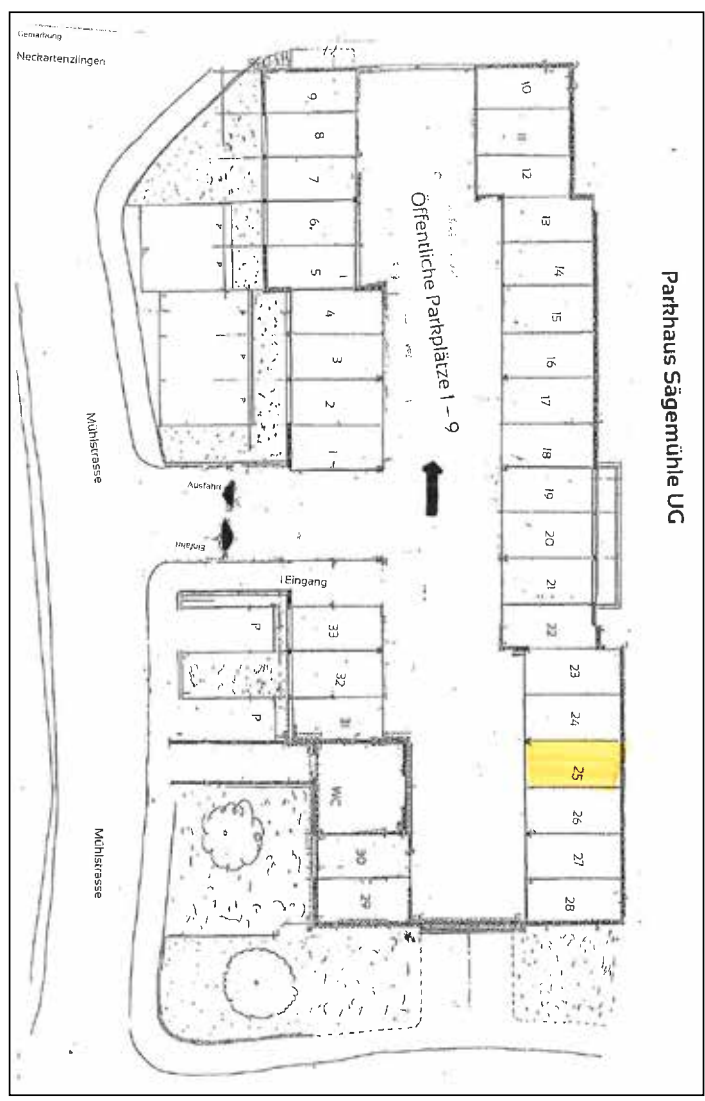 Gemarkung
Neckartenzlingen
Parkhaus Sägemühle UG
Öffentliche Parkplätze 1 – 9
9
8
7
6
5
4
3
2
1
10
11
12
13
14
15
16
17
18
19
20
21
22
23
24
25
26
27
28
Mühlstrasse
Ausfahrt
Einfahrt
Eingang
33
32
31
WC
30
29
P
P
P
P
P
P
Mühlstrasse